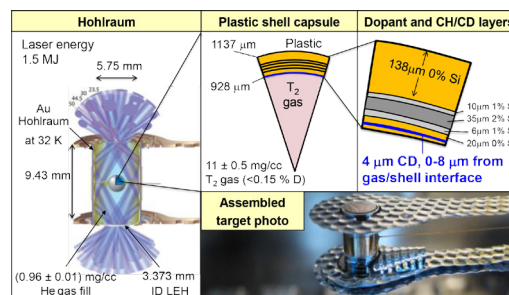 Hohlraum
Laser energy
1.5 MJ
5.75 mm
Au
Hohlraum
at 32 K
9.43 mm
(0.96 ± 0.01) mg/cc
He gas fill
3.373 mm
ID LEH
Plastic shell capsule
1137 μm
Plastic
928 μm
T2
gas
11 ± 0.5 mg/cc
T2 gas (<0.15 % D)
Dopant and CH/CD layers
138μm 0% Si
10μm 1% S
35μm 2% S
6μm 1% S
20μm 0% S
4 μm CD, 0-8 μm from
gas/shell interface
Assembled
target photo